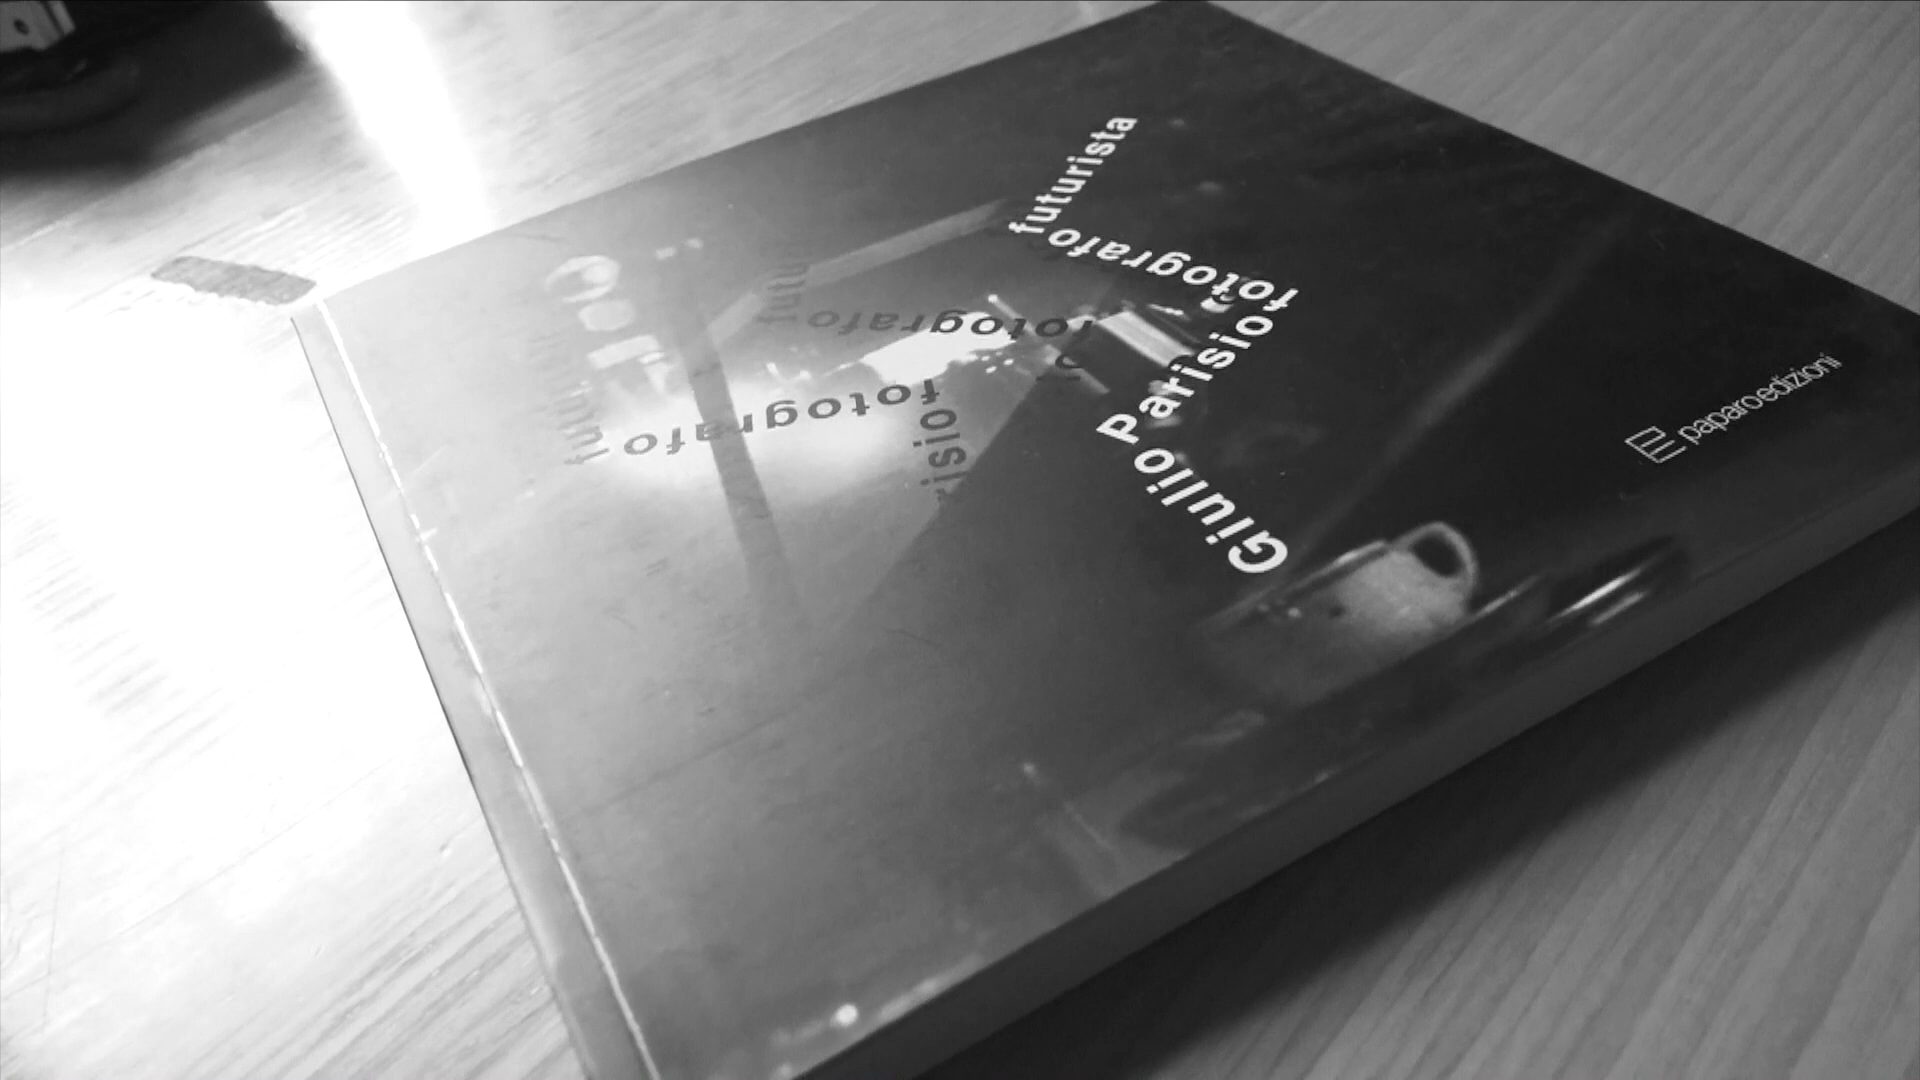 Giulio
Parisio
fotografo
futurista
fotografo
fotografo
paparoedizioni